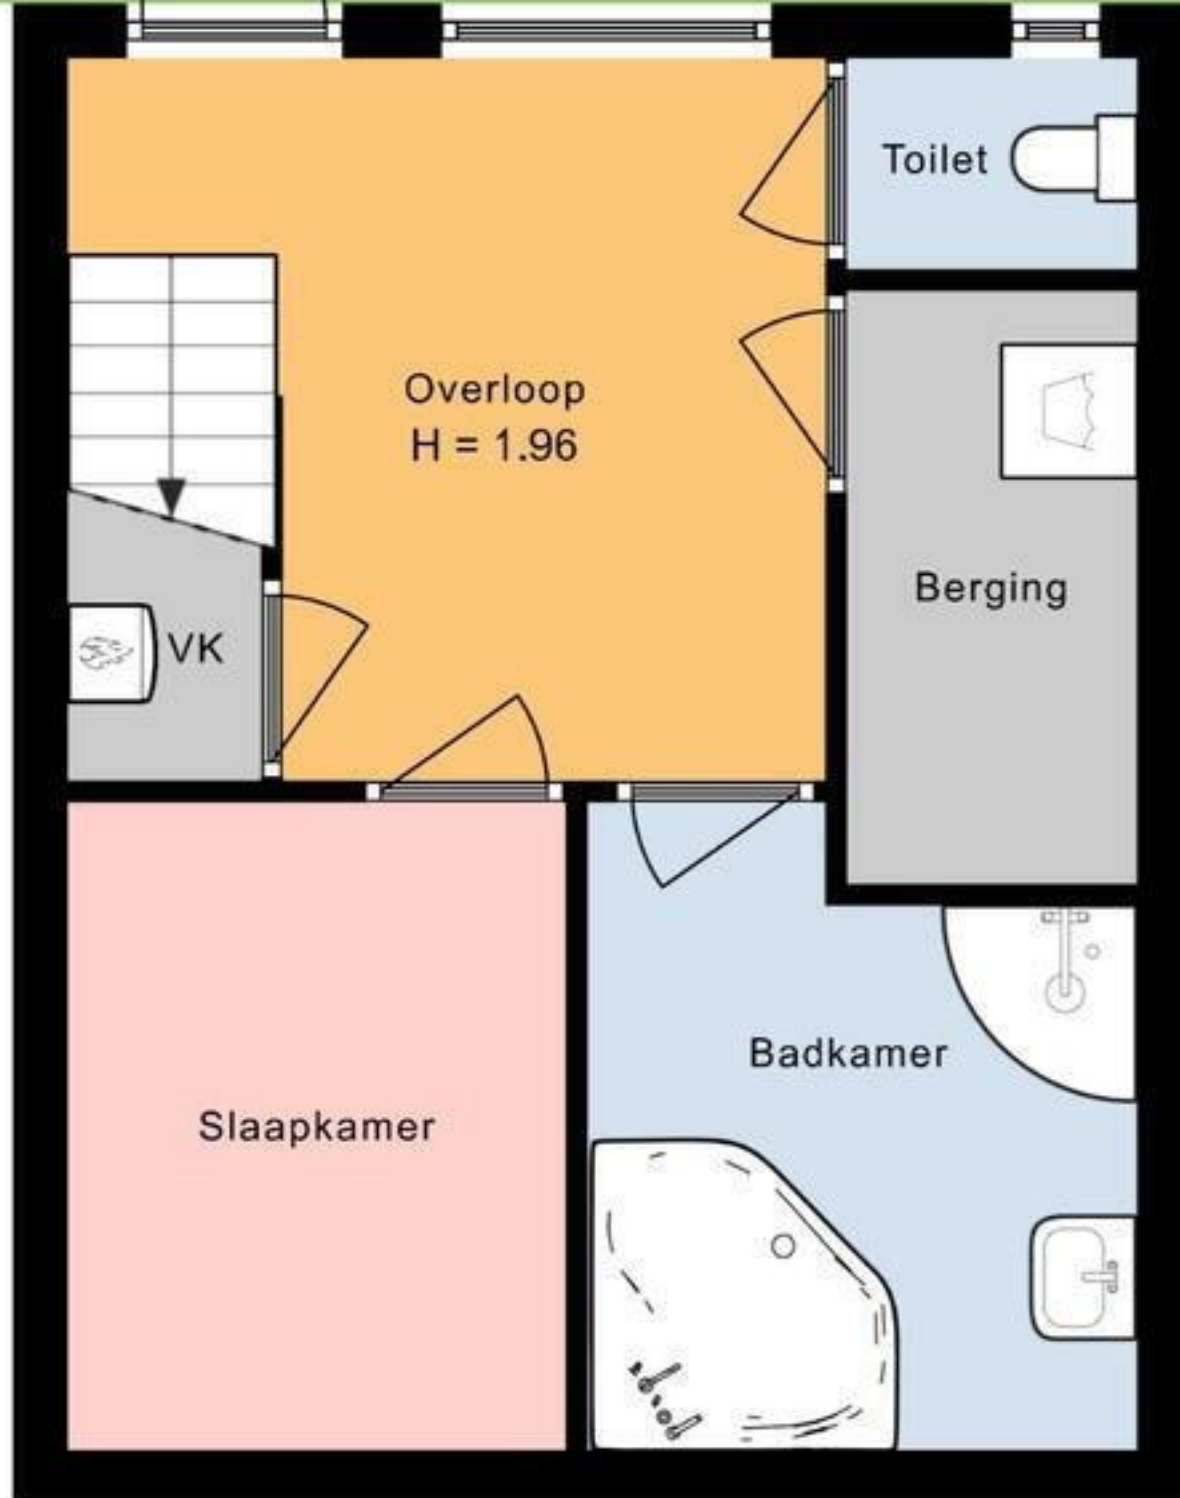 Toilet
Overloop
H = 1.96
Berging
VK
Badkamer
Slaapkamer